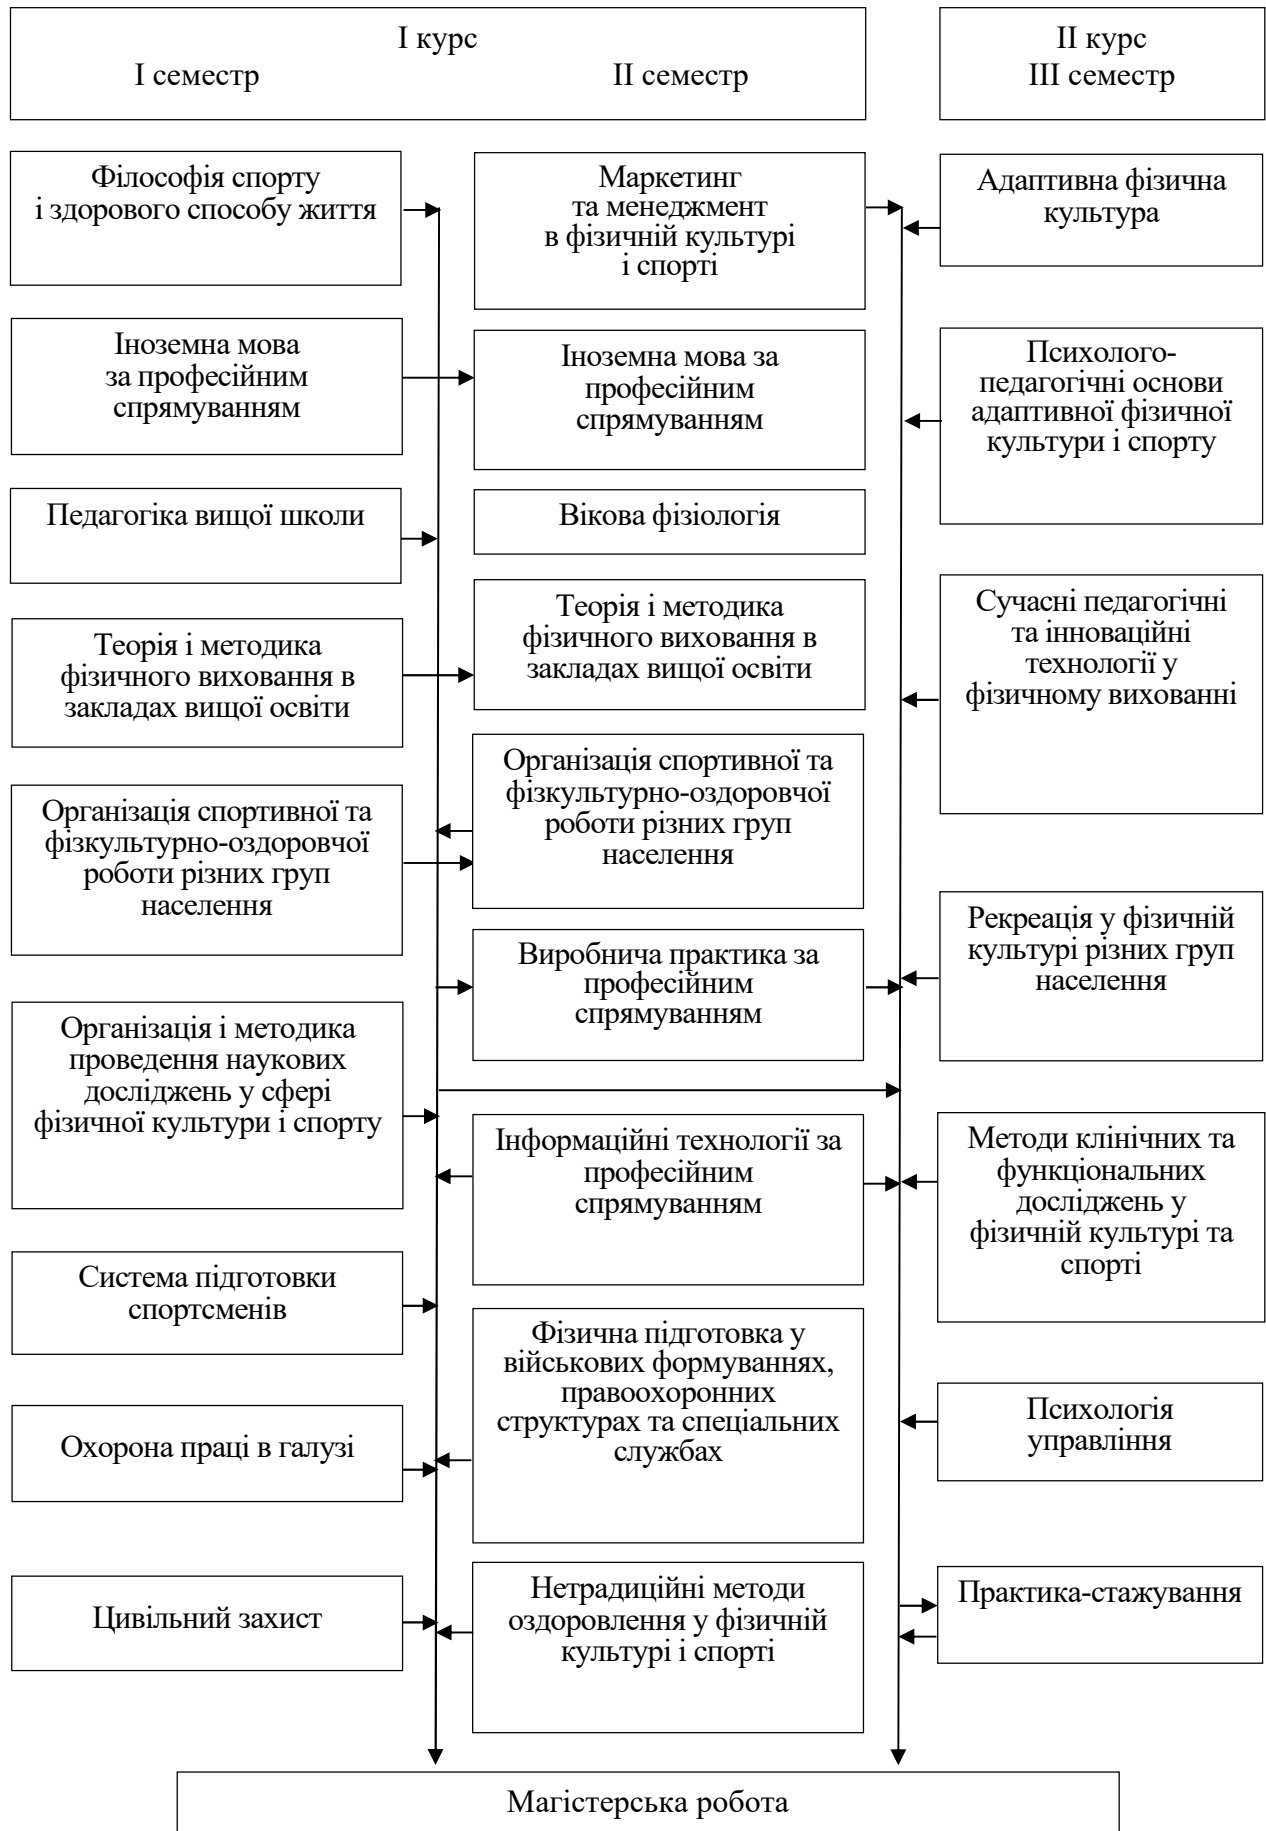 І курс
І семестр
ІІ семестр
ІІ курс
ІІІ семестр
Філософія спорту
і здорового способу життя
Іноземна мова
за професійним
спрямуванням
Педагогіка вищої школи
Теорія і методика
фізичного виховання в
закладах вищої освіти
Організація спортивної та
фізкультурно-оздоровчої
роботи різних груп
населення
Організація і методика
проведення наукових
досліджень у сфері
фізичної культури і спорту
Система підготовки
спортсменів
Охорона праці в галузі
Цивільний захист
Маркетинг
та менеджмент
в фізичній культурі
і спорті
Іноземна мова за
професійним
спрямуванням
Вікова фізіологія
Теорія і методика
фізичного виховання в
закладах вищої освіти
Організація спортивної та
фізкультурно-оздоровчої
роботи різних груп
населення
Виробнича практика за
професійним
спрямуванням
Інформаційні технології за
професійним
спрямуванням
Фізична підготовка у
військових формуваннях,
правоохоронних
структурах та спеціальних
службах
Нетрадиційні методи
оздоровлення у фізичній
культурі і спорті
Адаптивна фізична
культура
Психолого-
педагогічні основи
адаптивної фізичної
культури і спорту
Сучасні педагогічні
та інноваційні
технології у
фізичному вихованні
Рекреація у фізичній
культурі різних груп
населення
Методи клінічних та
функціональних
досліджень у
фізичній культурі та
спорті
Психологія
управління
Практика-стажування
Магістерська робота